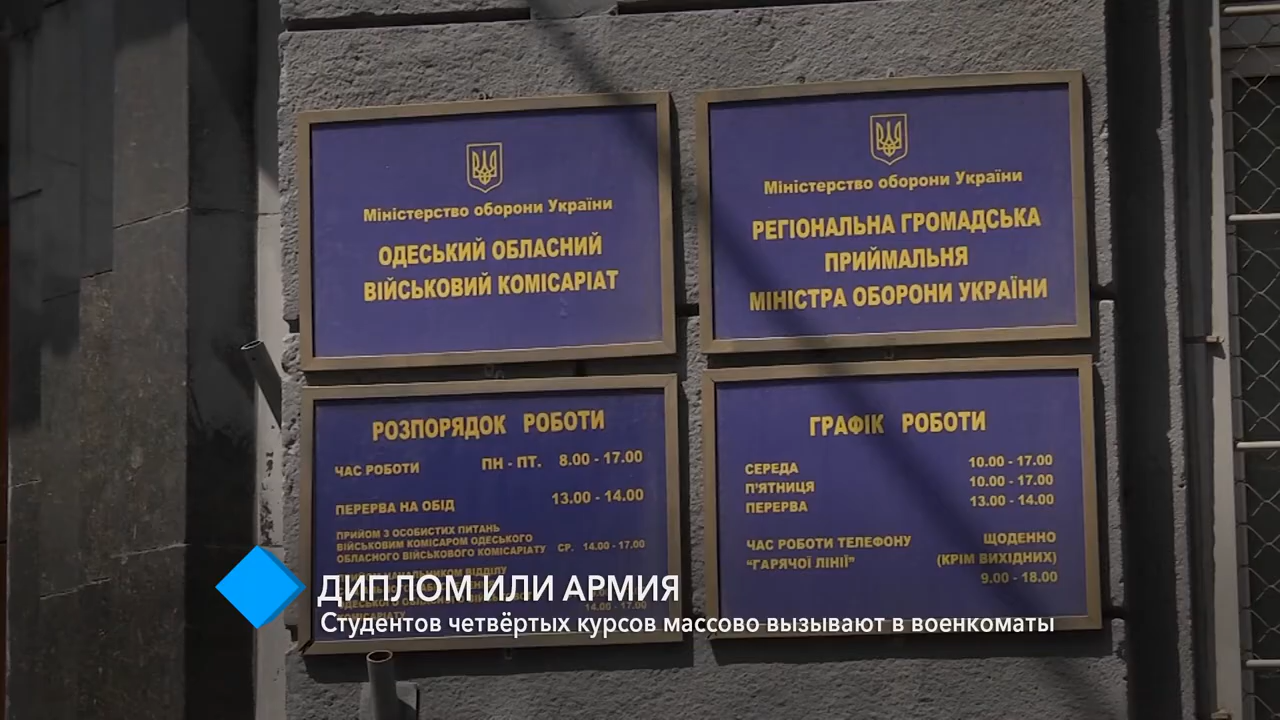 Міністерство оборони України
ОДЕСЬКИЙ ОБЛАСНИЙ
ВІЙСЬКОВИЙ КОМІСАРІАТ
Міністерство оборони України
РЕГІОНАЛЬНА ГРОМАДСЬКА
ПРИЙМАЛЬНЯ
МІНІСТРА ОБОРОНИ УКРАЇНИ
РОЗПОРЯДОК РОБОТИ
ЧАС РОБОТИ ПН - ПТ. 8.00 - 17.00
ПЕРЕРВА НА ОБІД 13.00 - 14.00
ПРИЙОМ З ОСОБИСТИХ ПИТАНЬ
ВІЙСЬКОВИМ КОМІСАРОМ ОДЕСЬКОГО
ОБЛАСНОГО ВІЙСЬКОВОГО КОМІСАРІАТУ СР. 14.00 - 17.00
НАЧАЛЬНИКОМ ВІДДІЛУ
14.00 - 17.00
ГРАФІК РОБОТИ
СЕРЕДА 10.00 - 17.00
П'ЯТНИЦЯ 10.00 - 17.00
ПЕРЕРВА 13.00 - 14.00
ЧАС РОБОТИ ТЕЛЕФОНУ ЩОДЕННО
“ГАРЯЧОЇ ЛІНІЇ” (КРІМ ВИХІДНИХ)
9.00 - 18.00
ДИПЛОМ ИЛИ АРМИЯ
Студентов четвёртых курсов массово вызывают в военкоматы